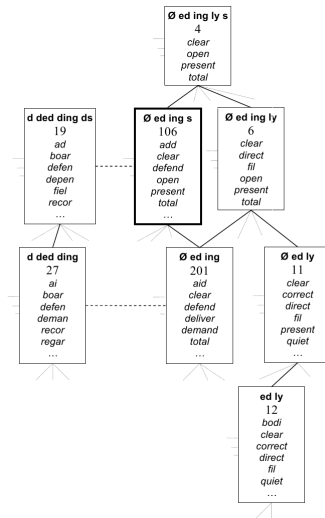 Ø ed ing ly s
4
clear
open
present
total
d ded ding ds
19
ad
boar
defen
depen
fiel
recor
…
Ø ed ing s
106
add
clear
defend
open
present
total
…
Ø ed ing ly
6
clear
direct
fil
open
present
total
d ded ding
27
ai
boar
defen
deman
recor
regar
…
Ø ed ing
201
aid
clear
defend
deliver
demand
total
…
Ø ed ly
11
clear
correct
direct
fil
present
quiet
…
ed ly
12
bodi
clear
correct
direct
fil
quiet
…